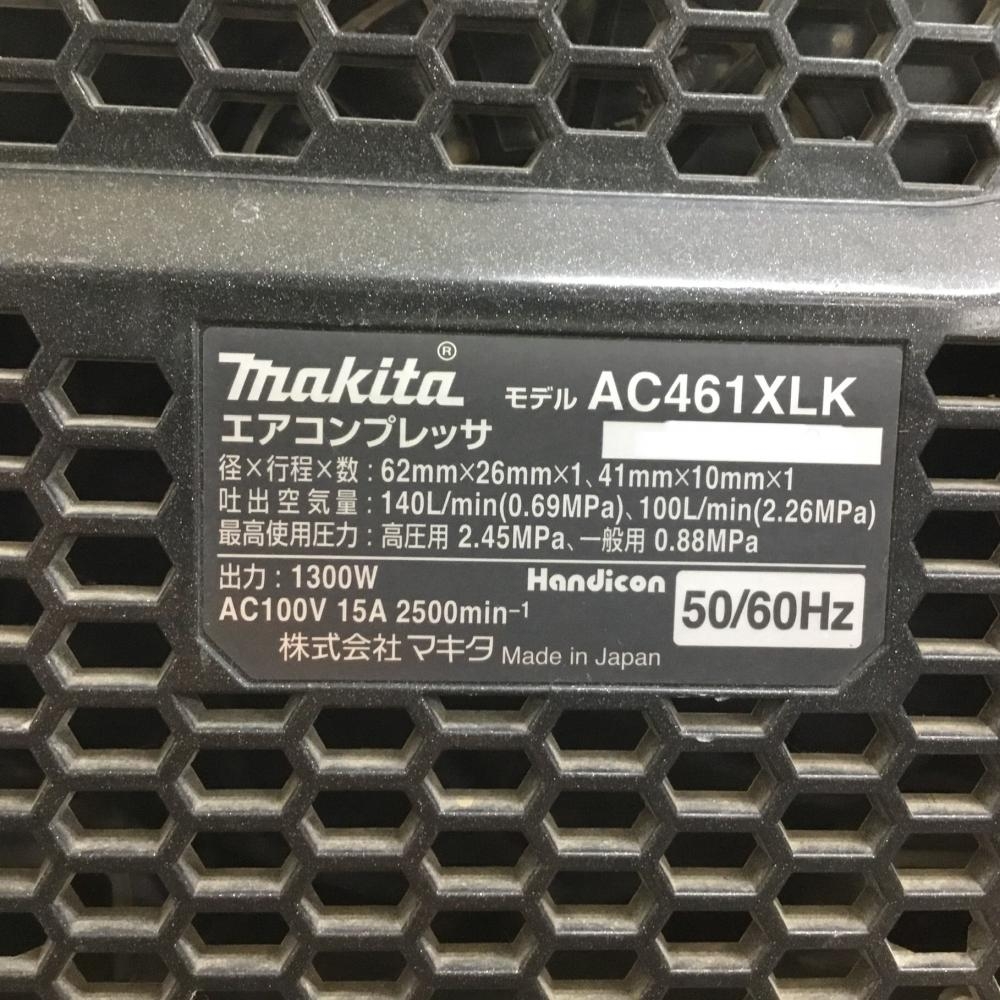 makita® モデル AC461XLK
エアコンプレッサ
径×行程×数：62mm×26mm×1、41mm×10mm×1
吐出空気量：140L/min(0.69MPa)、100L/min(2.26MPa)
最高使用圧力：高圧用 2.45MPa、一般用 0.88MPa
出力：1300W Handicon
AC100V 15A 2500min⁻¹ 50/60Hz
株式会社 マキタ Made in Japan